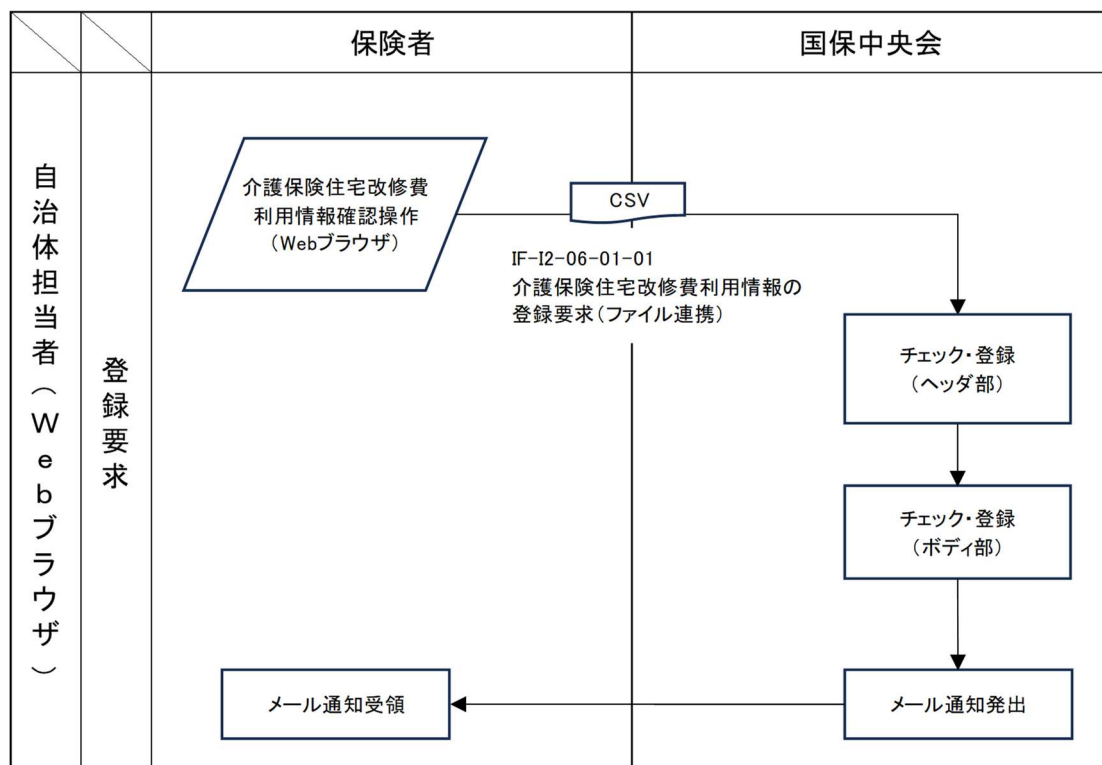 保険者
国保中央会
自治体担当者(Webブラウザ)
登録要求
介護保険住宅改修費
利用情報確認操作
(Webブラウザ)
CSV
IF-I2-06-01-01
介護保険住宅改修費利用情報の
登録要求(ファイル連携)
チェック・登録
(ヘッダ部)
チェック・登録
(ボディ部)
メール通知受領
メール通知発出